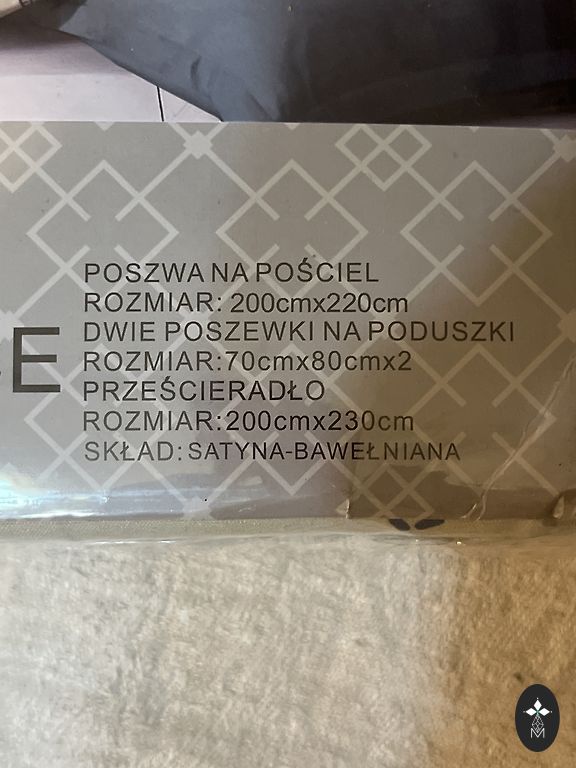 POSZWA NA POŚCIEL
ROZMIAR: 200cmx220cm
DWIE POSZEWKI NA PODUSZKI
ROZMIAR:70cmx80cmx2
PRZEŚCIERADŁO
ROZMIAR:200cmx230cm
SKŁAD: SATYNA-BAWEŁNIANA
E
M